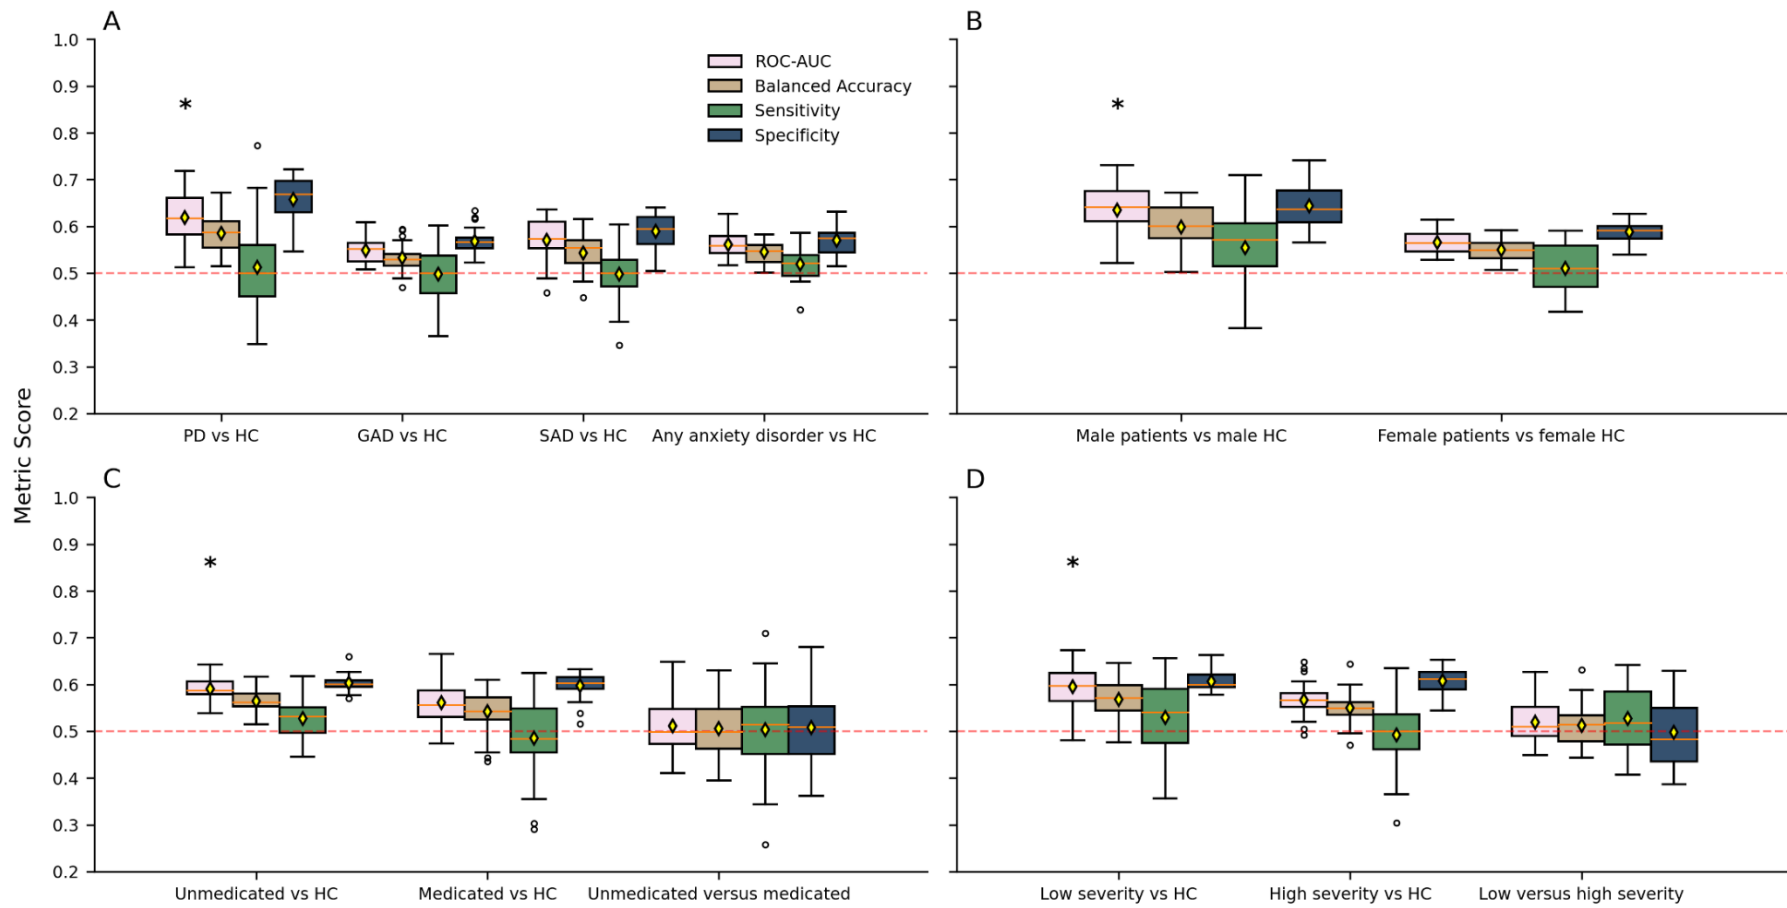 A
1.0
0.9
0.8
0.7
0.6
0.5
0.4
0.3
0.2
*
ROC-AUC
Balanced Accuracy
Sensitivity
Specificity
PD vs HC
GAD vs HC
SAD vs HC
Any anxiety disorder vs HC
B
*
Male patients vs male HC
Female patients vs female HC
Metric Score
C
1.0
0.9
0.8
0.7
0.6
0.5
0.4
0.3
0.2
*
Unmedicated vs HC
Medicated vs HC
Unmedicated versus medicated
D
*
Low severity vs HC
High severity vs HC
Low versus high severity